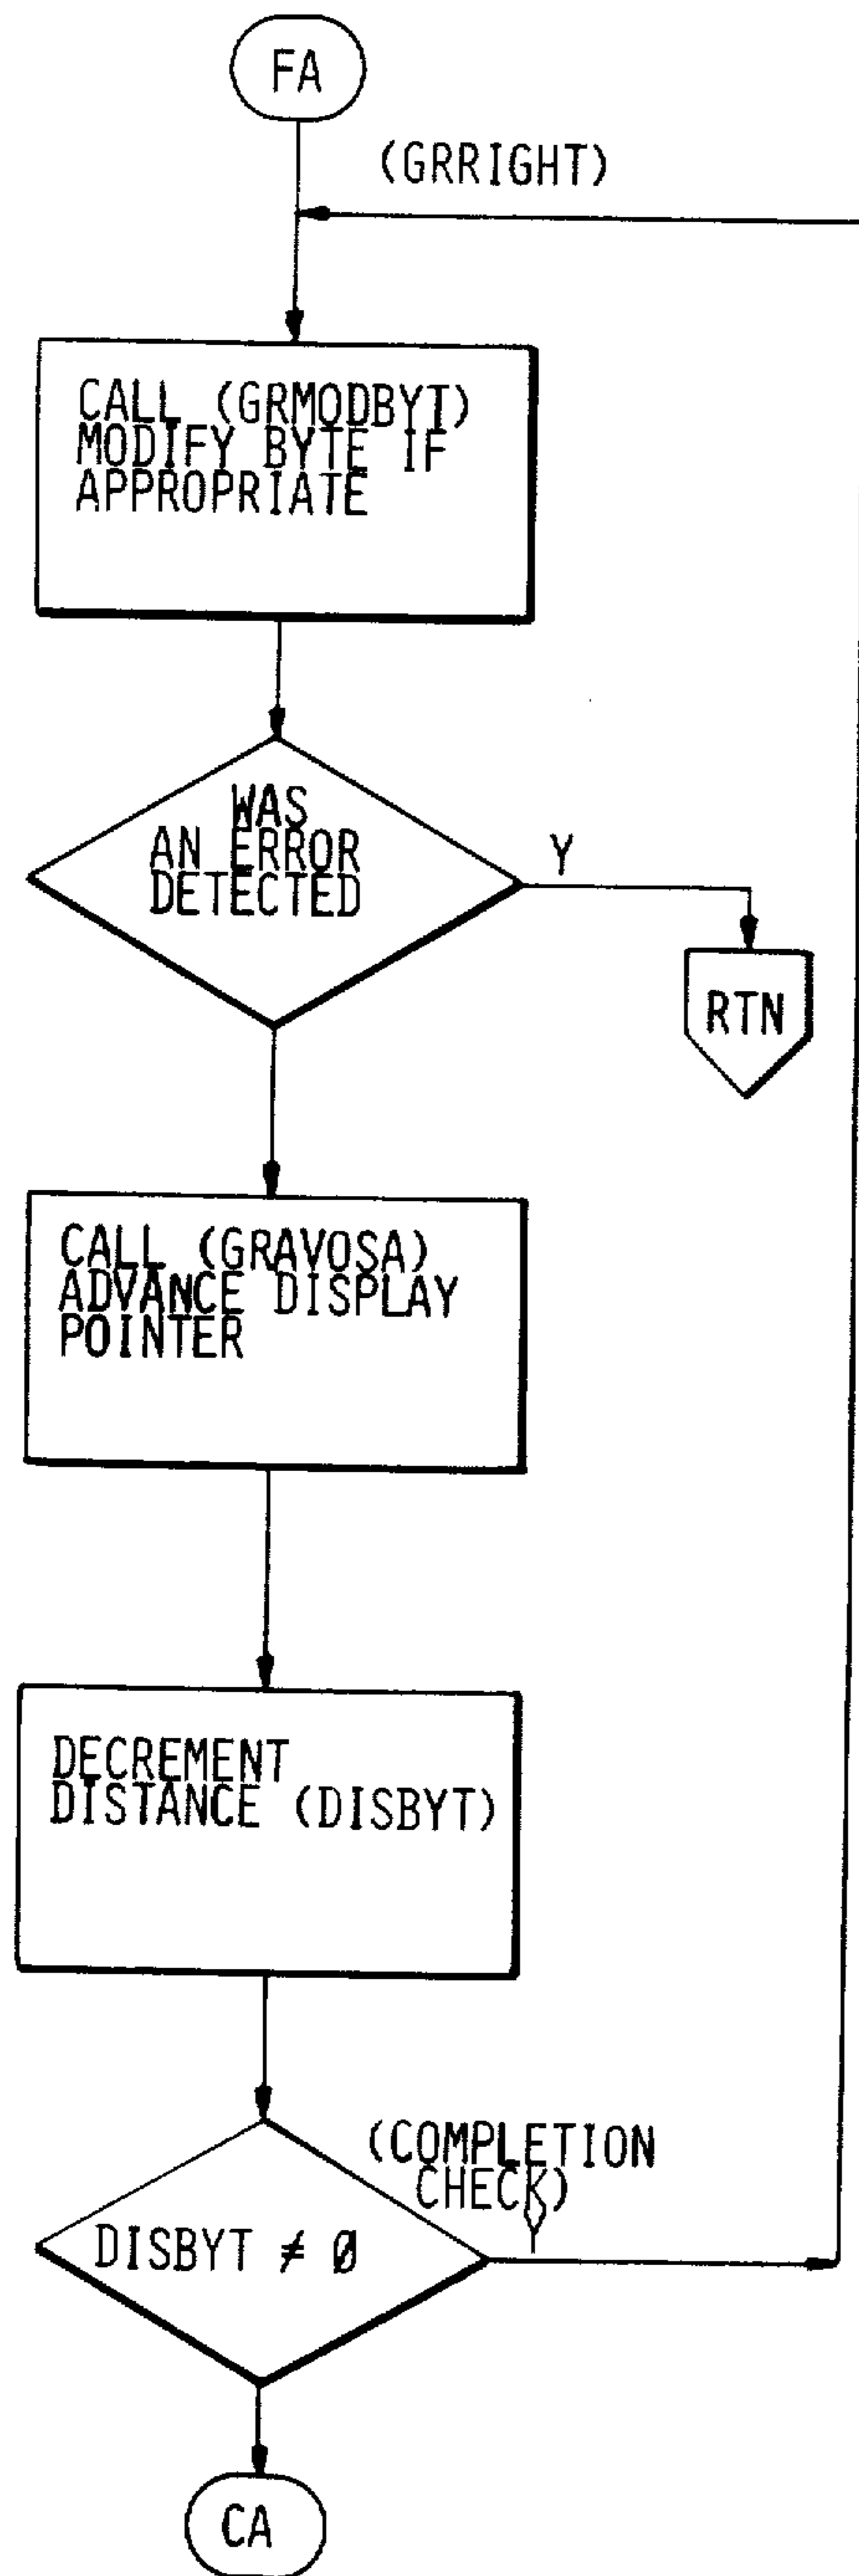 FA
(GRRIGHT)
CALL (GRMODBYT)
MODIFY BYTE IF
APPROPRIATE
WAS
AN ERROR
DETECTED
Y
RTN
CALL (GRAVOSA)
ADVANCE DISPLAY
POINTER
DECREMENT
DISTANCE (DISBYT)
(COMPLETION
CHECK)
Y
DISBYT ≠ Ø
CA